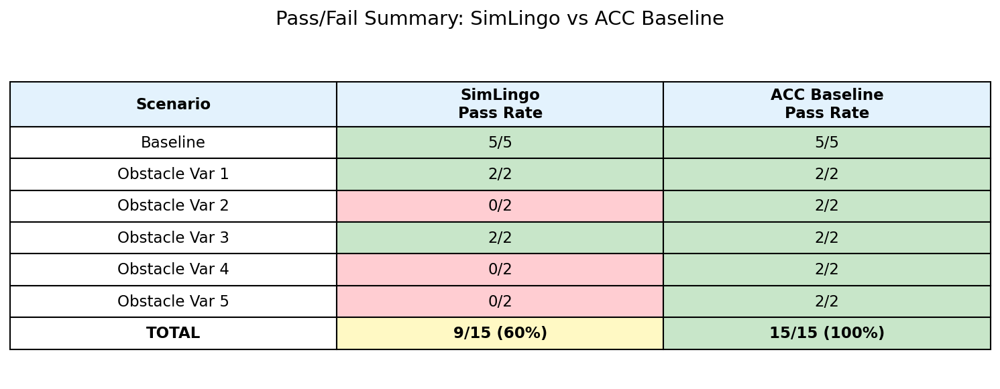 Pass/Fail Summary: SimLingo vs ACC Baseline
Scenario
SimLingo
Pass Rate
ACC Baseline
Pass Rate
Baseline
5/5
5/5
Obstacle Var 1
2/2
2/2
Obstacle Var 2
0/2
2/2
Obstacle Var 3
2/2
2/2
Obstacle Var 4
0/2
2/2
Obstacle Var 5
0/2
2/2
TOTAL
9/15 (60%)
15/15 (100%)